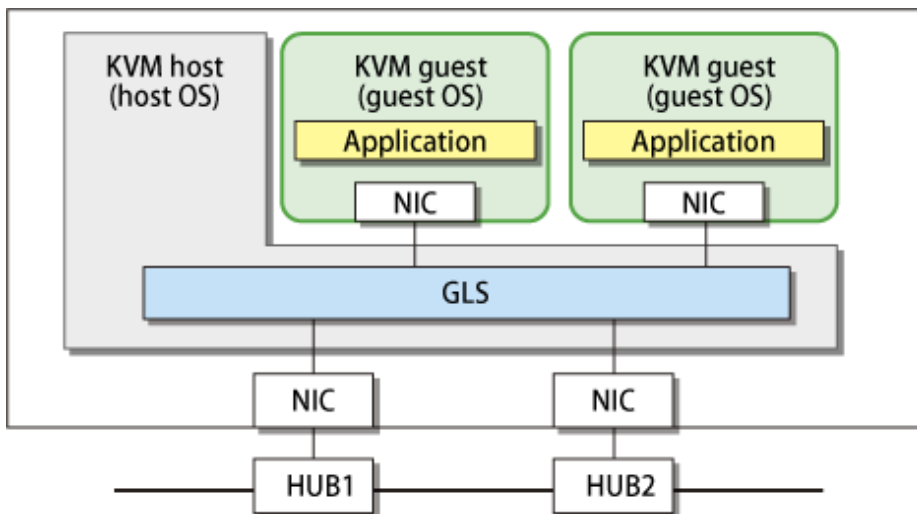 KVM host
(host OS)
KVM guest
(guest OS)
Application
NIC
KVM guest
(guest OS)
Application
NIC
GLS
NIC
NIC
HUB1
HUB2